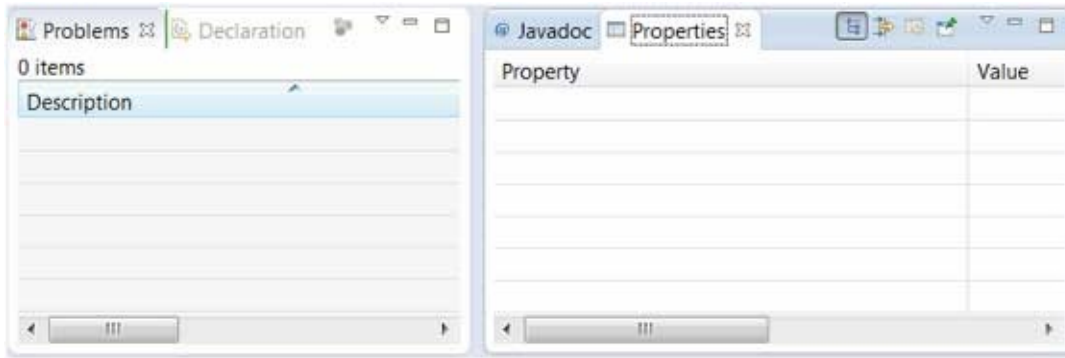 Problems Declaration
0 items
Description
Javadoc Properties
Property Value